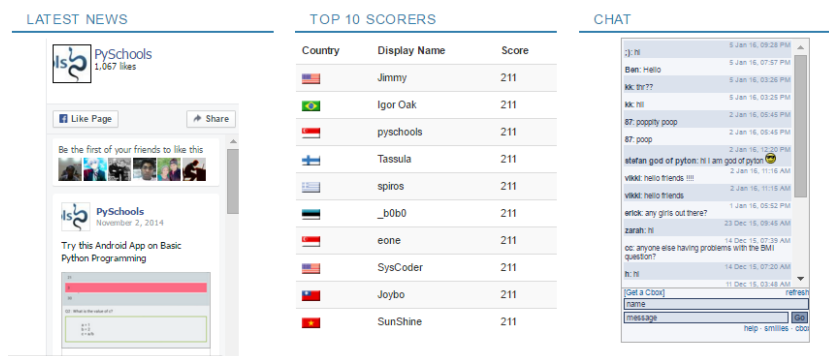 LATEST NEWS
PySchools
1,067 likes
Like Page
Share
Be the first of your friends to like this
PySchools
November 2, 2014
Try this Android App on Basic
Python Programming
TOP 10 SCORERS
Country Display Name Score
Jimmy 211
Igor Oak 211
pyschools 211
Tassula 211
spiros 211
_b0b0 211
eone 211
SysCoder 211
Joybo 211
SunShine 211
CHAT
5 Jan 16, 09:28 PM
;): hi
5 Jan 16, 07:57 PM
Ben: Hello
5 Jan 16, 03:26 PM
kk: thr??
5 Jan 16, 03:25 PM
kk: hii
2 Jan 16, 05:45 PM
87: poppity poop
2 Jan 16, 05:45 PM
87: poop
2 Jan 16, 12:20 PM
stefan god of pyton: hi I am god of pyton
2 Jan 16, 11:16 AM
vikki: hello friends !!!!
2 Jan 16, 11:15 AM
vikki: hello friends
1 Jan 16, 05:52 PM
erick: any girls out there?
23 Dec 15, 09:45 AM
zarah: hi
14 Dec 15, 07:39 AM
cc: anyone else having problems with the BMI
question?
14 Dec 15, 07:20 AM
h: hi
11 Dec 15, 03:48 AM
[Get a Cbox] refresh
name
message Go
help · smilies · cbox